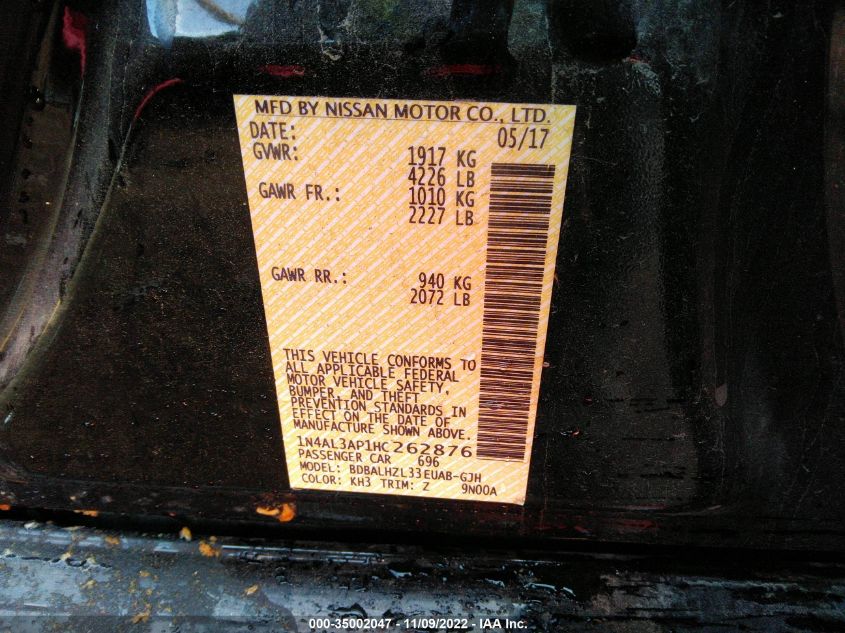 MFD BY NISSAN MOTOR CO., LTD.
DATE: 05/17
GVWR: 1917 KG
4226 LB
GAWR FR.: 1010 KG
2227 LB
GAWR RR.: 940 KG
2072 LB
THIS VEHICLE CONFORMS TO
ALL APPLICABLE FEDERAL
MOTOR VEHICLE SAFETY,
BUMPER, AND THEFT
PREVENTION STANDARDS IN
EFFECT ON THE DATE OF
MANUFACTURE SHOWN ABOVE.
1N4AL3AP1HC262876
PASSENGER CAR 696
MODEL: BDBALHZL33EUAB-GJH
COLOR: KH3 TRIM: Z 9N00A
000-35002047 - 11/09/2022 - IAA Inc.